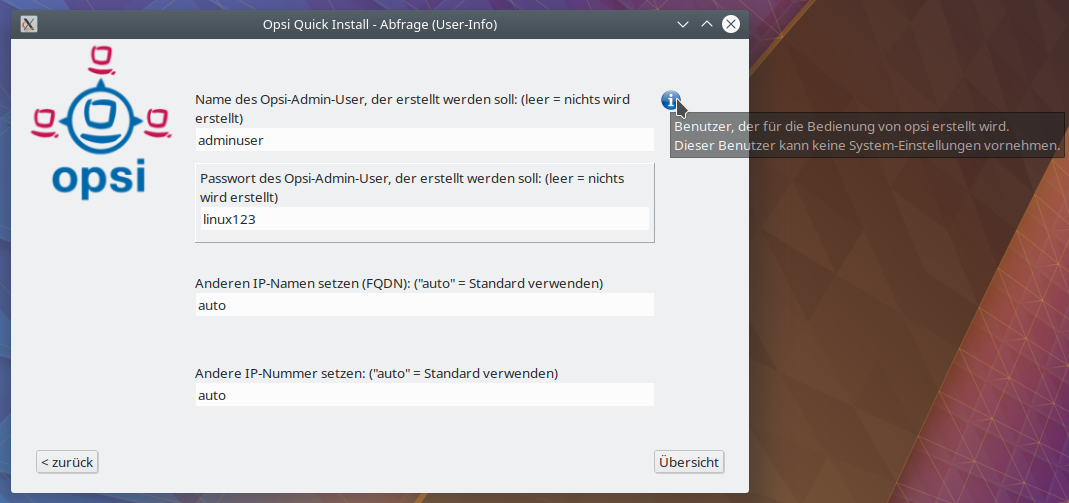 Opsi Quick Install - Abfrage (User-Info)
opsi
Name des Opsi-Admin-User, der erstellt werden soll: (leer = nichts wird
erstellt)
adminuser
Benutzer, der für die Bedienung von opsi erstellt wird.
Dieser Benutzer kann keine System-Einstellungen vornehmen.
Passwort des Opsi-Admin-User, der erstellt werden soll: (leer = nichts
wird erstellt)
linux123
Anderen IP-Namen setzen (FQDN): ("auto" = Standard verwenden)
auto
Andere IP-Nummer setzen: ("auto" = Standard verwenden)
auto
< zurück
Übersicht